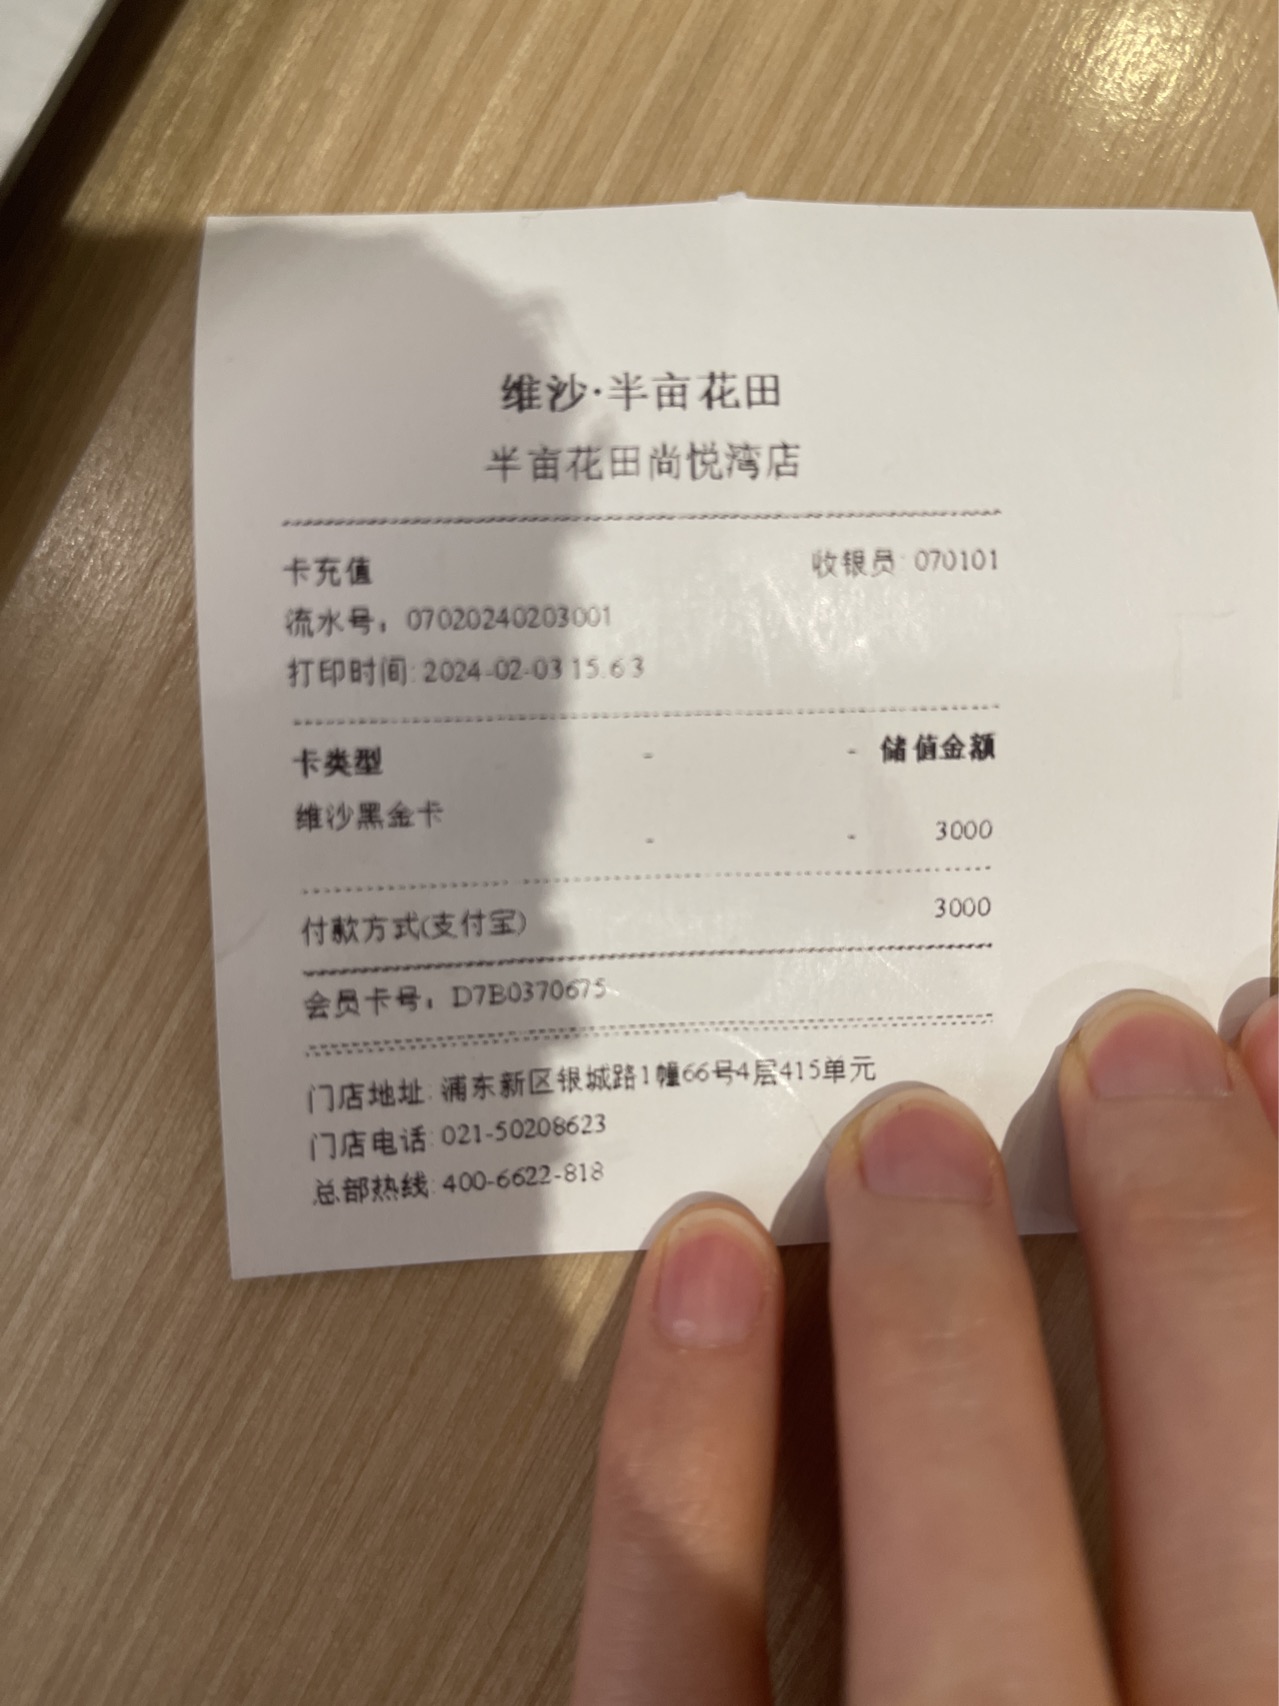 维沙·半亩花田
半亩花田尚悦湾店
卡充值 收银员: 070101
流水号：07020240203001
打印时间: 2024-02-03 15.63
卡类型 - - 储值金额
维沙黑金卡 - - 3000
付款方式(支付宝) 3000
会员卡号：D7B0370675
门店地址: 浦东新区银城路1幢66号4层415单元
门店电话: 021-50208623
总部热线: 400-6622-818